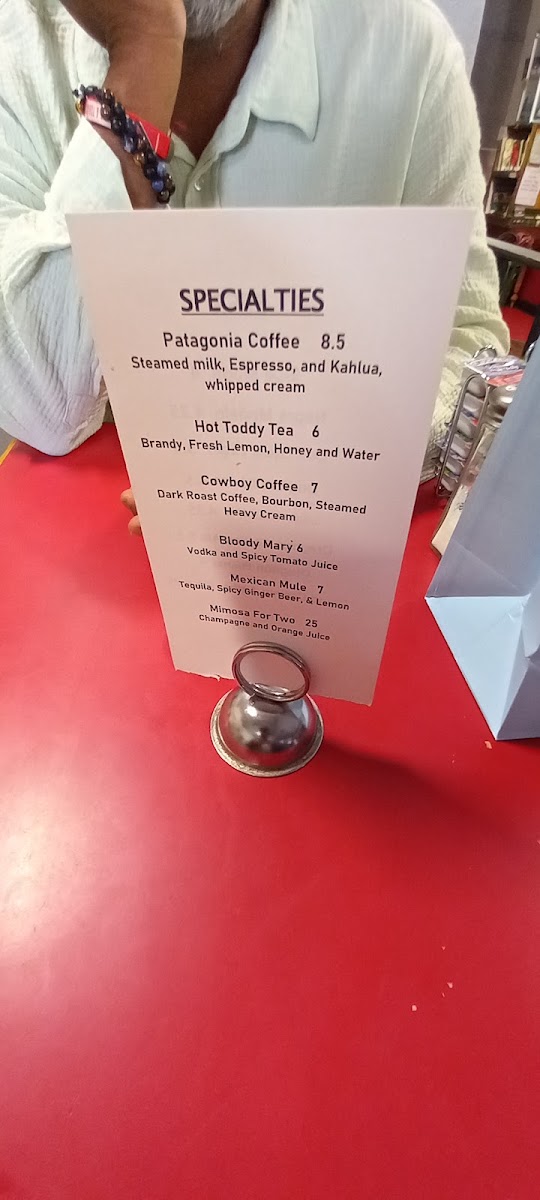 SPECIALTIES
Patagonia Coffee 8.5
Steamed milk, Espresso, and Kahlua,
whipped cream
Hot Toddy Tea 6
Brandy, Fresh Lemon, Honey and Water
Cowboy Coffee 7
Dark Roast Coffee, Bourbon, Steamed
Heavy Cream
Bloody Mary 6
Vodka and Spicy Tomato Juice
Mexican Mule 7
Tequila, Spicy Ginger Beer, & Lemon
Mimosa For Two 25
Champagne and Orange Juice